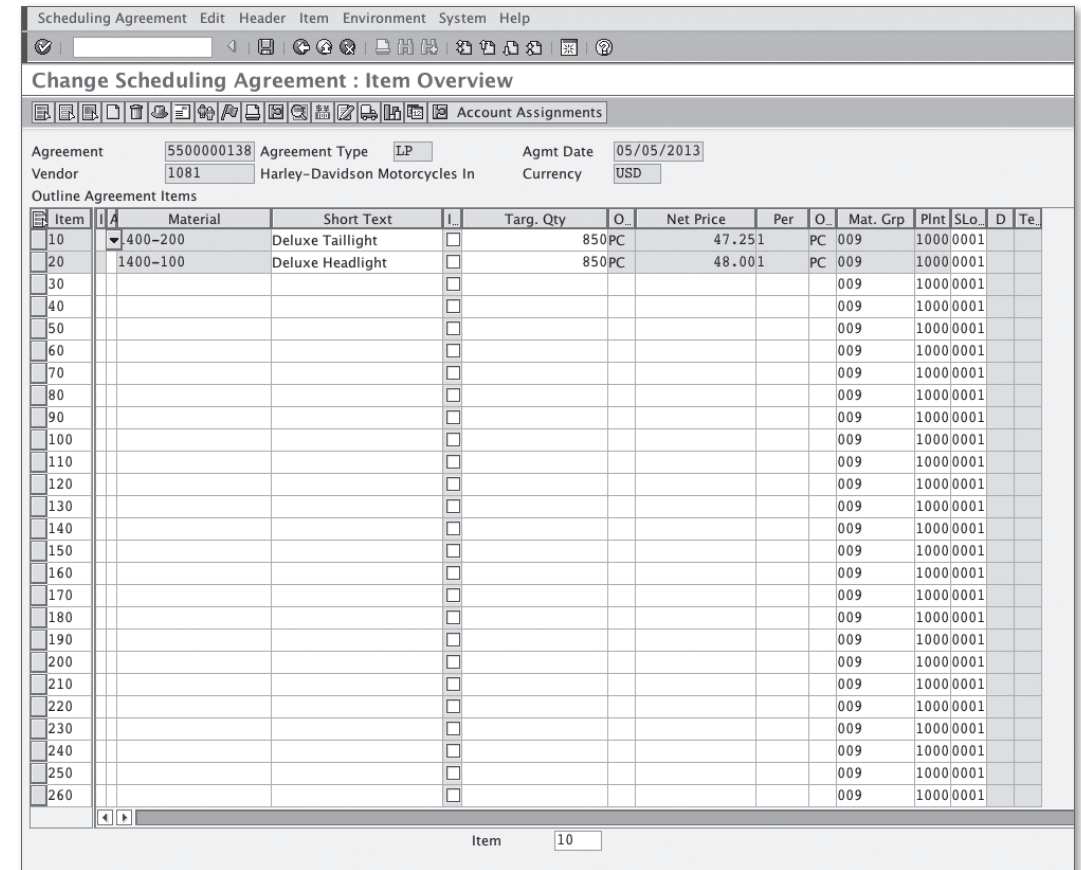 Scheduling Agreement Edit Header Item Environment System Help
Change Scheduling Agreement : Item Overview
Account Assignments
Agreement 5500000138 Agreement Type LP Agmt Date 05/05/2013
Vendor 1081 Harley-Davidson Motorcycles In Currency USD
Outline Agreement Items
Item I A Material Short Text I... Targ. Qty O... Net Price Per O... Mat. Grp Plnt SLo... D Te...
10 .400-200 Deluxe Taillight 850 PC 47.25 1 PC 009 1000 0001
20 1400-100 Deluxe Headlight 850 PC 48.00 1 PC 009 1000 0001
30 009 1000 0001
40 009 1000 0001
50 009 1000 0001
60 009 1000 0001
70 009 1000 0001
80 009 1000 0001
90 009 1000 0001
100 009 1000 0001
110 009 1000 0001
120 009 1000 0001
130 009 1000 0001
140 009 1000 0001
150 009 1000 0001
160 009 1000 0001
170 009 1000 0001
180 009 1000 0001
190 009 1000 0001
200 009 1000 0001
210 009 1000 0001
220 009 1000 0001
230 009 1000 0001
240 009 1000 0001
250 009 1000 0001
260 009 1000 0001
Item 10